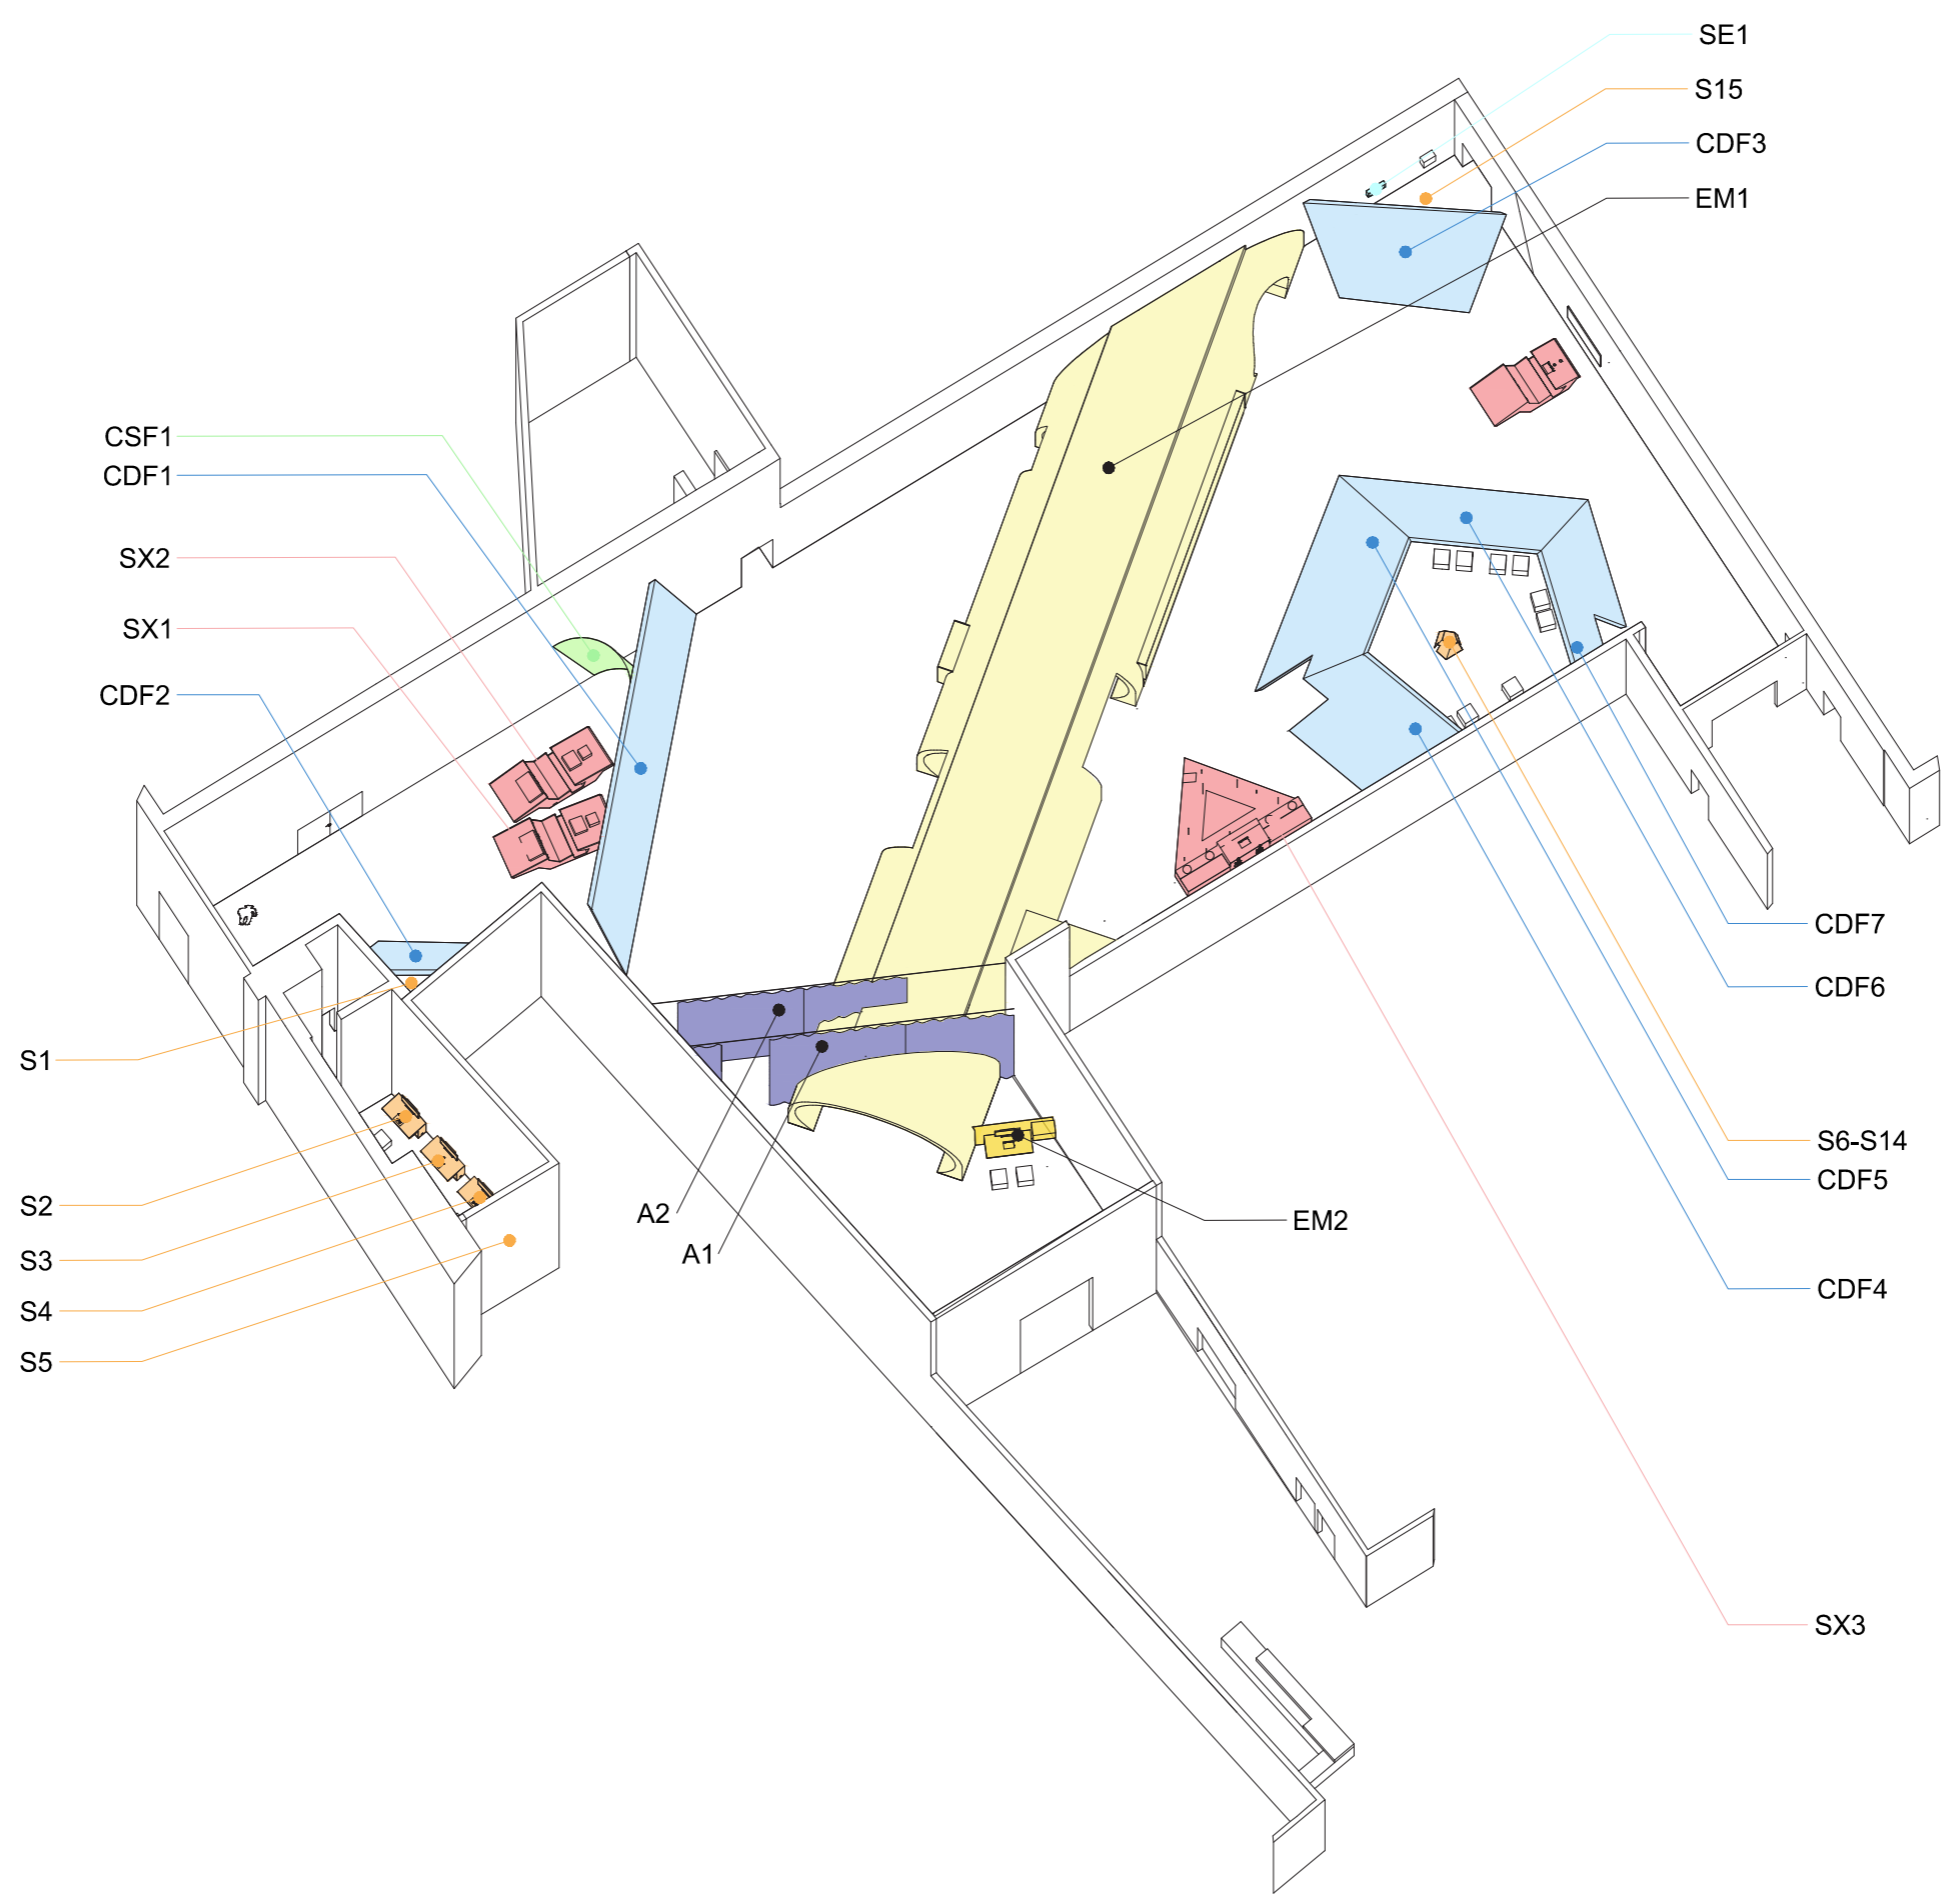 SE1
S15
CDF3
EM1
CSF1
CDF1
SX2
SX1
CDF2
CDF7
CDF6
S1
S6-S14
CDF5
S2
A2
EM2
A1
S3
CDF4
S4
S5
SX3